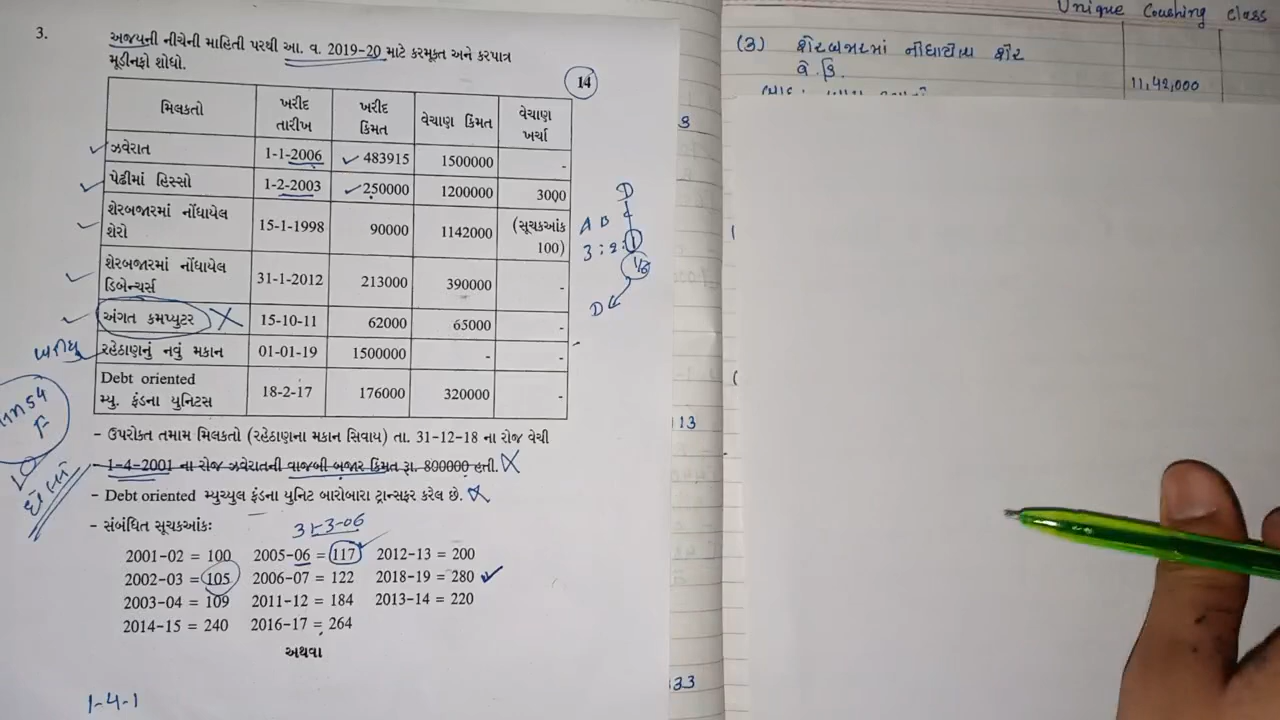 3.
અજયની નીચેની માહિતી પરથી આ. વ. 2019-20 માટે કરમૂક્ત અને કરપાત્ર
મૂડીનફો શોધો.
14
મિલકતો ખરીદ તારીખ ખરીદ કિંમત વેચાણ કિંમત વેચાણ ખર્ચા
ઝવેરાત 1-1-2006 483915 1500000 -
પેઢીમાં હિસ્સો 1-2-2003 250000 1200000 3000
શેરબજારમાં નોંધાયેલ શેરો 15-1-1998 90000 1142000 (સૂચકઆંક 100)
શેરબજારમાં નોંધાયેલ ડિબેન્ચર્સ 31-1-2012 213000 390000 -
અંગત કમપ્યુટર 15-10-11 62000 65000 -
રહેઠાણનું નવું મકાન 01-01-19 1500000 - -
Debt oriented મ્યુ. ફંડના યુનિટસ 18-2-17 176000 320000 -
- ઉપરોક્ત તમામ મિલકતો (રહેઠાણના મકાન સિવાય) તા. 31-12-18 ના રોજ વેચી
- 1-4-2001 ના રોજ ઝવેરાતની વાજબી બજાર કિંમત રૂા. 800000 હતી.
- Debt oriented મ્યુચ્યુલ ફંડના યુનિટ બારોબારા ટ્રાન્સફર કરેલ છે.
- સંબંધિત સૂચકઆંકઃ
31-3-06
2001-02 = 100 2005-06 = 117 2012-13 = 200
2002-03 = 105 2006-07 = 122 2018-19 = 280
2003-04 = 109 2011-12 = 184 2013-14 = 220
2014-15 = 240 2016-17 = 264
અથવા
1-4-1
54
F
D
A B
3 : 2 : 1
D
Unique Coushing Class
(3) શેરબજારમાં નોંધાયેલ શેર
વે. કિ.
11,42,000
13
33